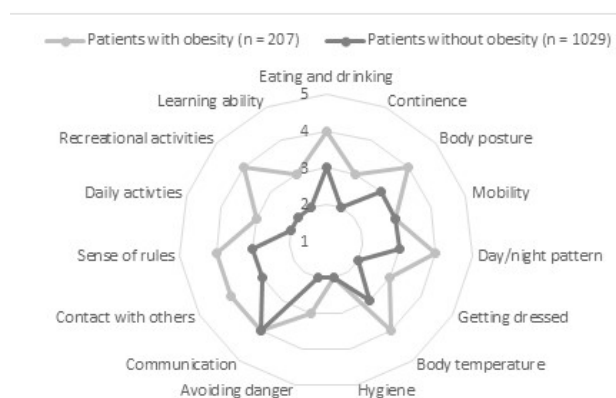 Patients with obesity (n = 207) Patients without obesity (n = 1029)
Eating and drinking
Learning ability 5 Continence
Recreational activities 4 Body posture
3
Daily activties 2 Mobility
Sense of rules 1 Day/night pattern
Contact with others Getting dressed
Communication Body temperature
Avoiding danger Hygiene